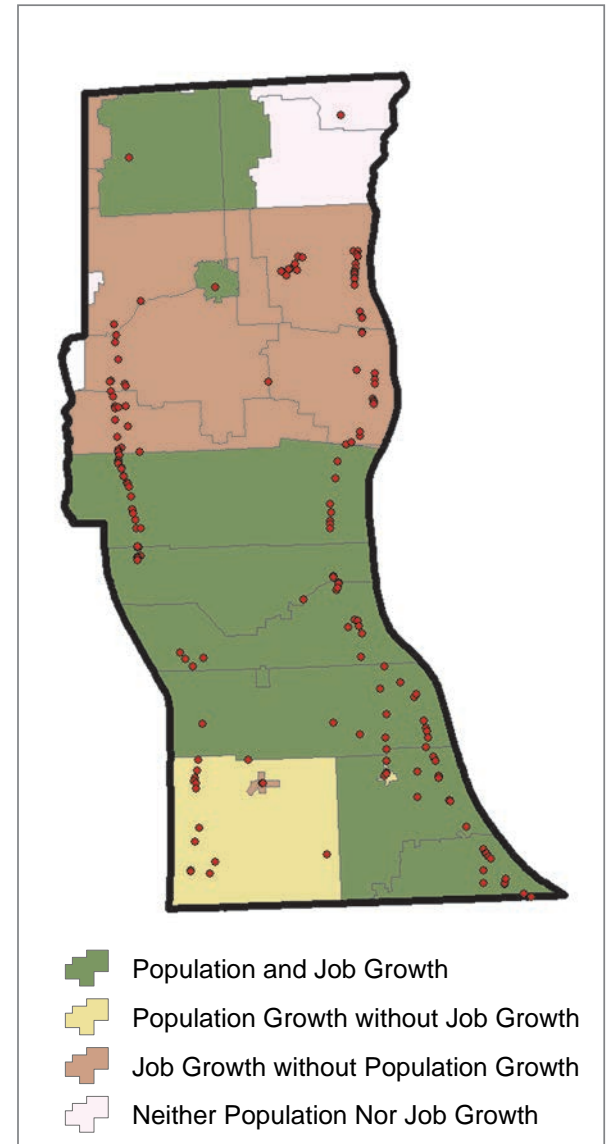 Population and Job Growth
Population Growth without Job Growth
Job Growth without Population Growth
Neither Population Nor Job Growth